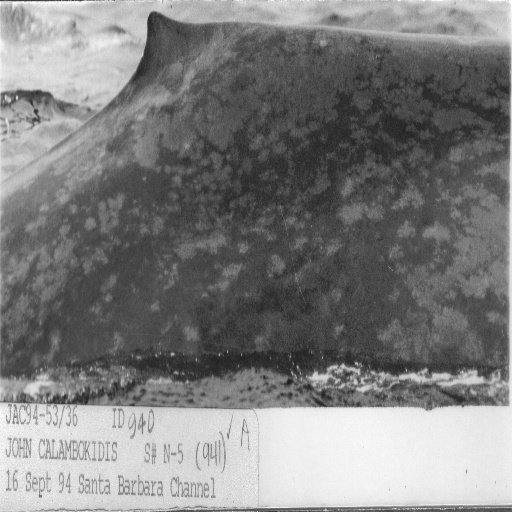 JAC94-53/36 ID 940
JOHN CALAMBOKIDIS S# N-5 (941) ✓ A
16 Sept 94 Santa Barbara Channel